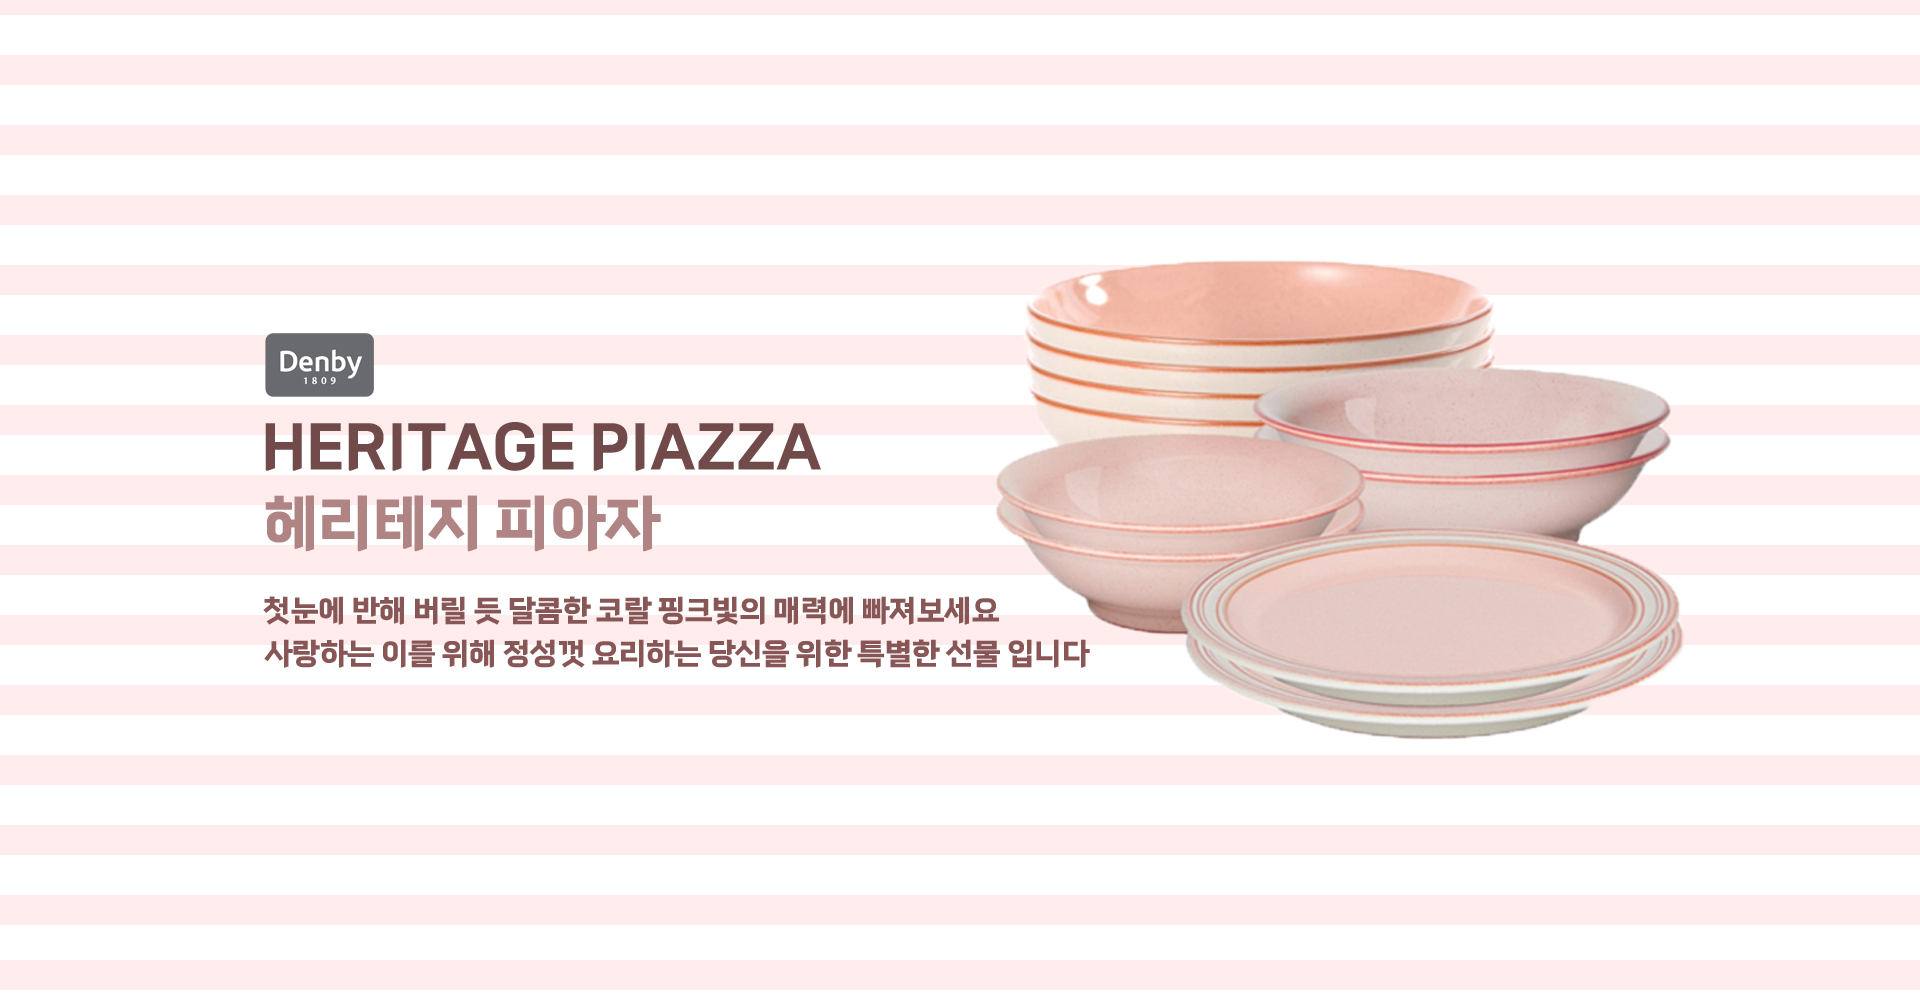 Denby
1809
HERITAGE PIAZZA
헤리테지 피아자
첫눈에 반해 버릴 듯 달콤한 코랄 핑크빛의 매력에 빠져보세요
사랑하는 이를 위해 정성껏 요리하는 당신을 위한 특별한 선물 입니다